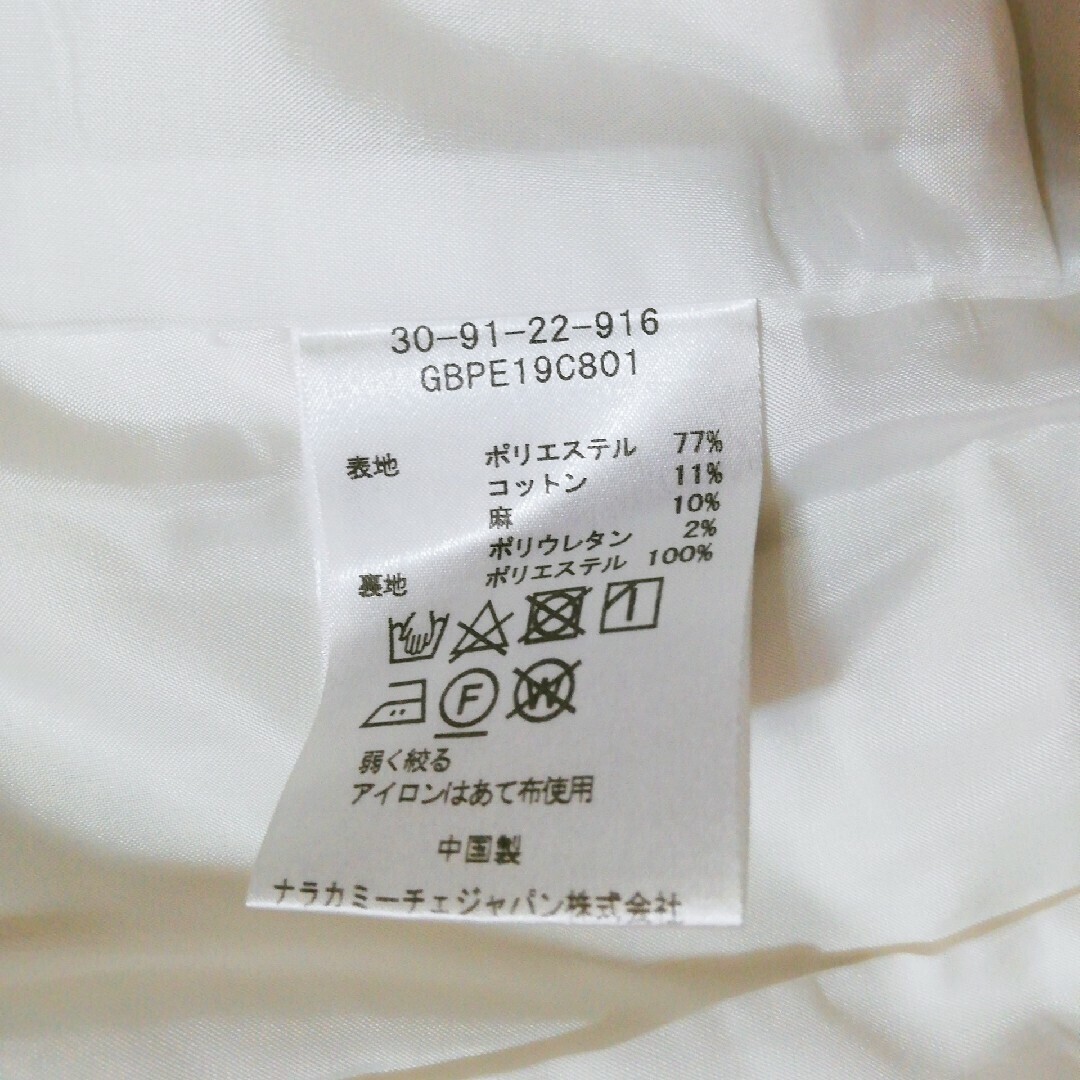 30-91-22-916
GBPE19C801
表地 ポリエステル 77%
コットン 11%
麻 10%
ポリウレタン 2%
裏地 ポリエステル 100%
F W
弱く絞る
アイロンはあて布使用
中国製
ナラカミーチェジャパン株式会社